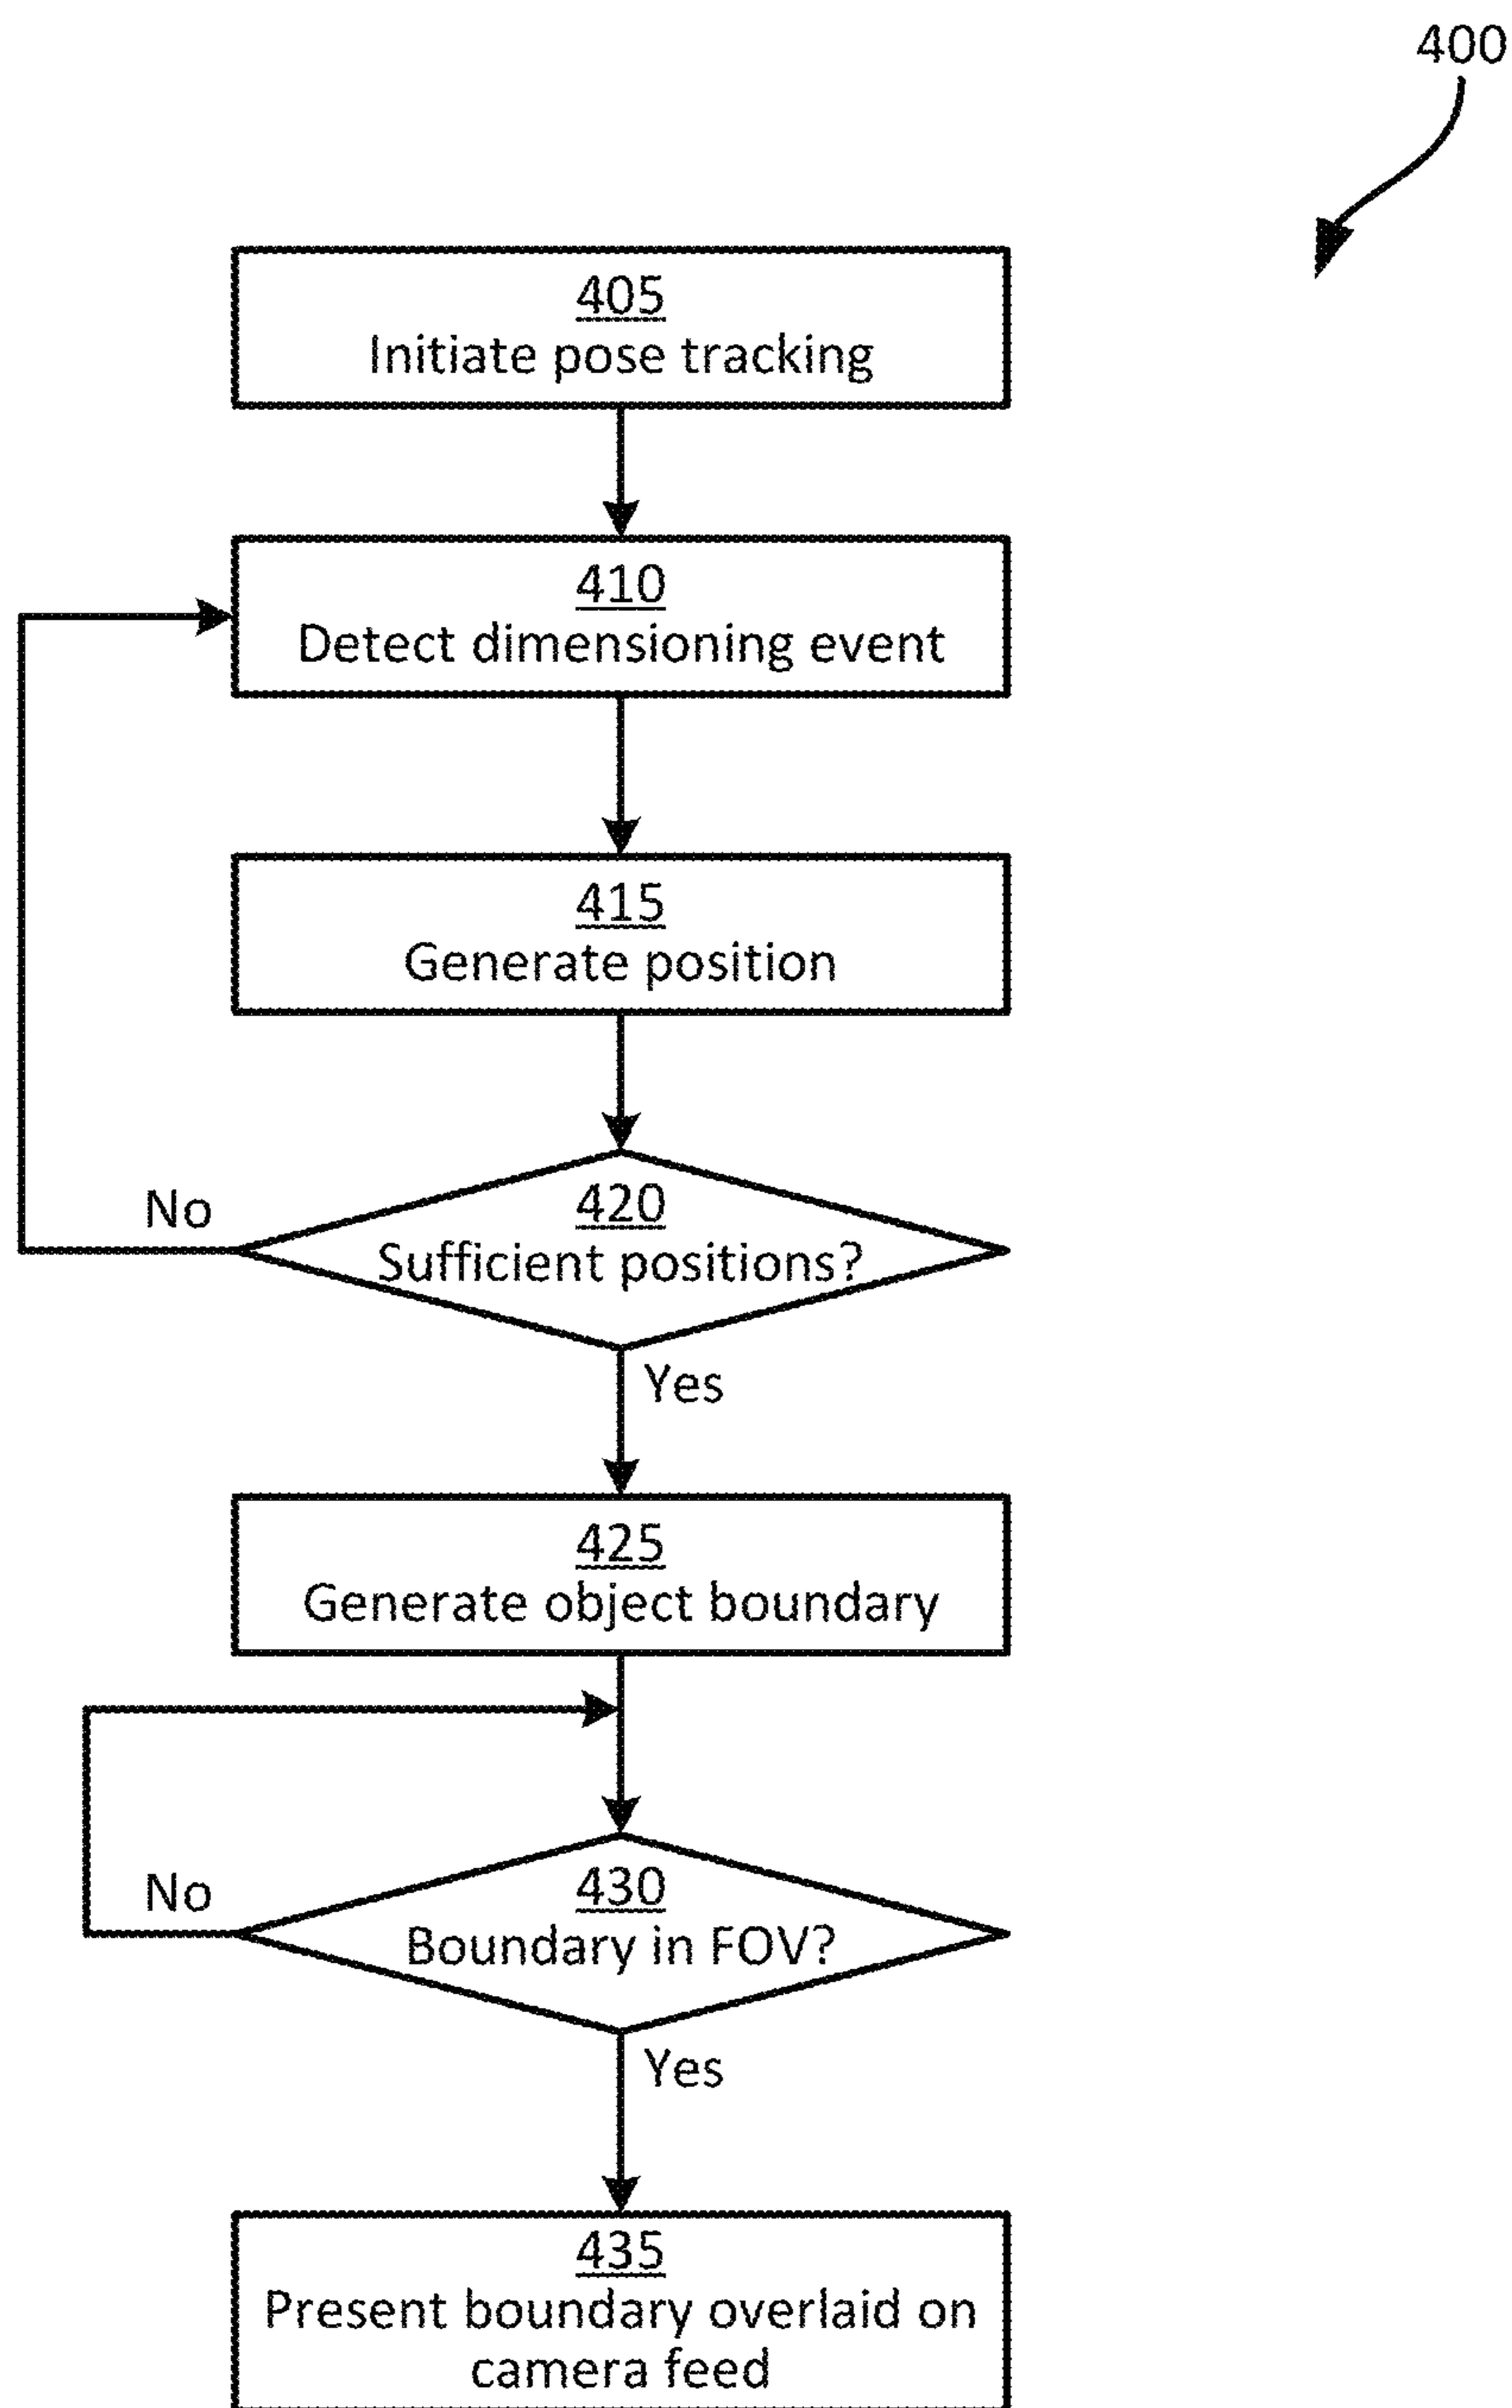 400
405
Initiate pose tracking
410
Detect dimensioning event
415
Generate position
420
Sufficient positions?
No
Yes
425
Generate object boundary
430
Boundary in FOV?
No
Yes
435
Present boundary overlaid on
camera feed